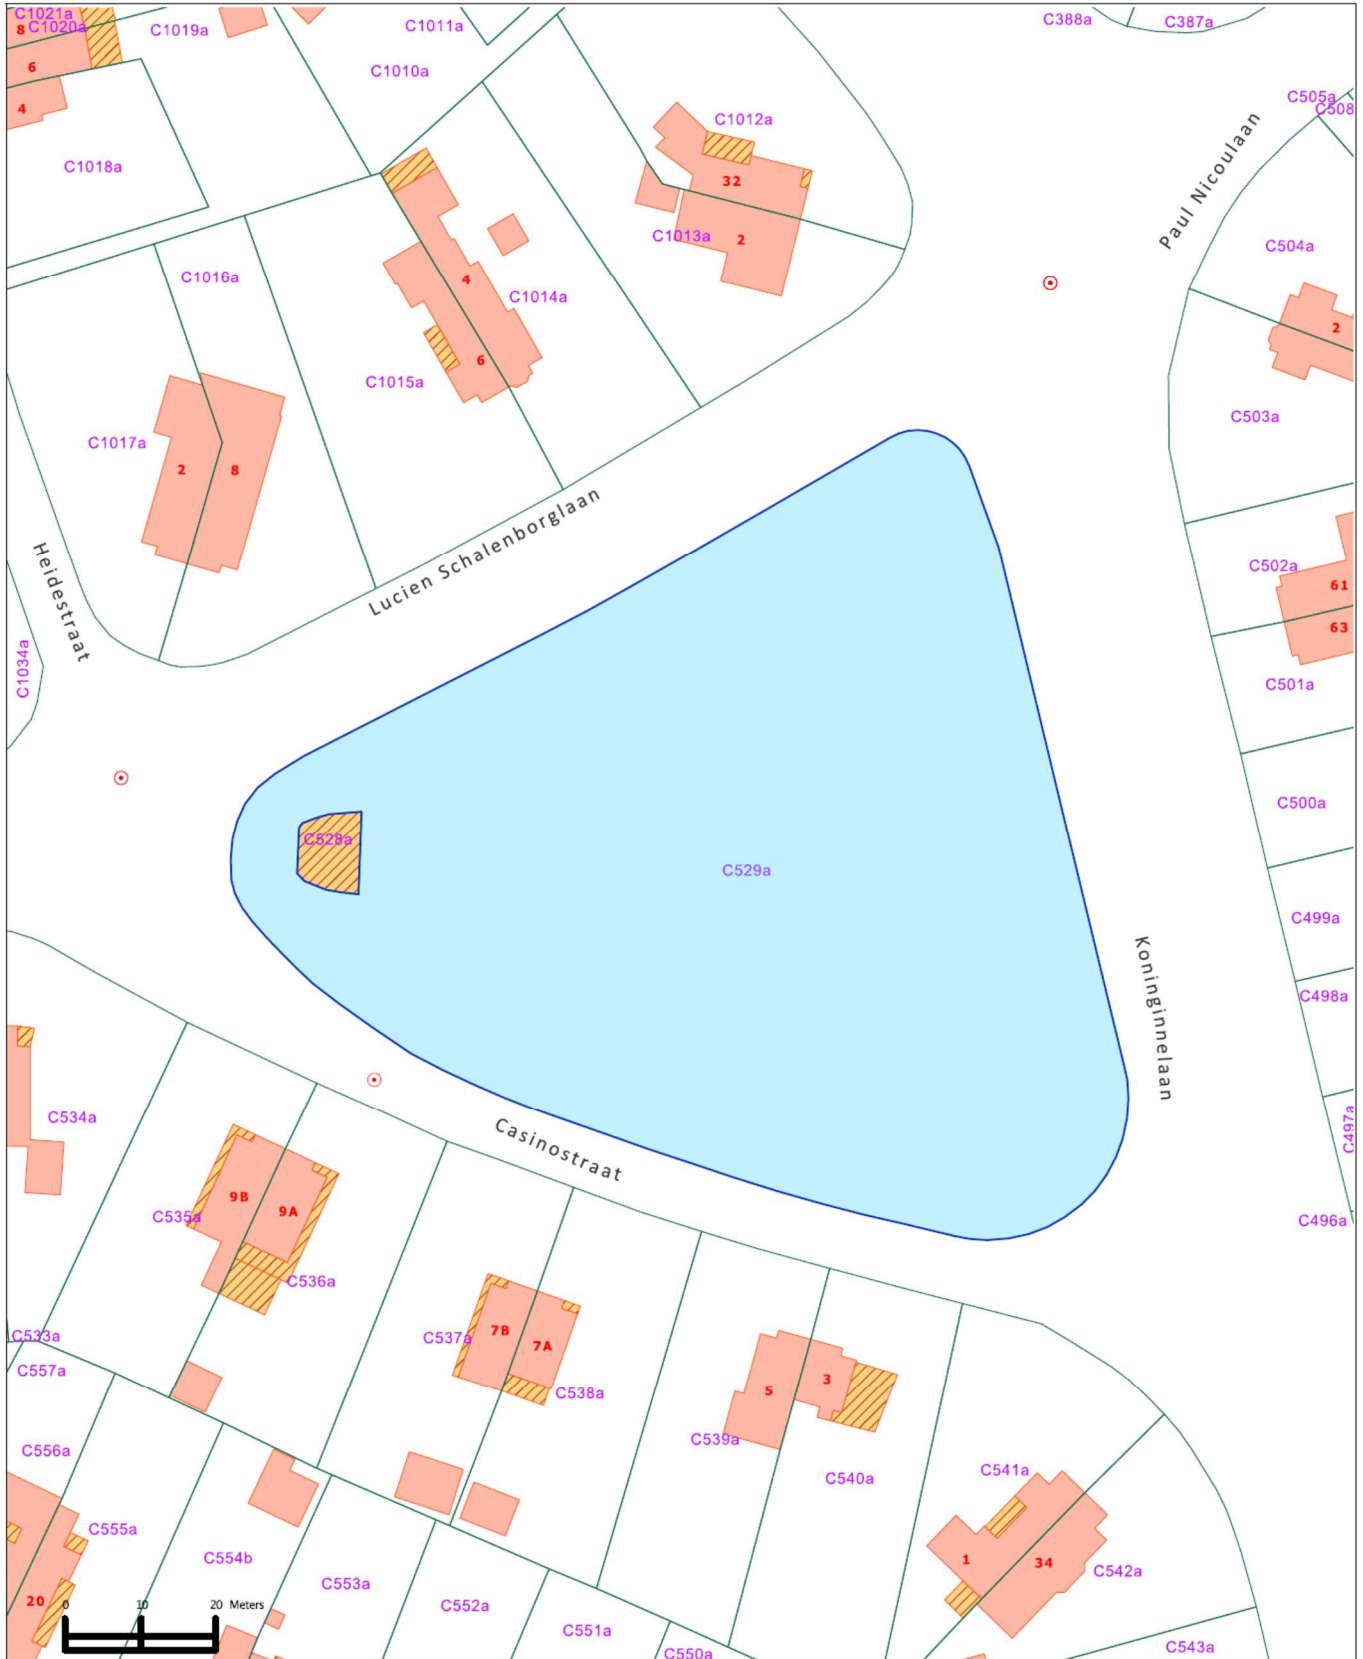 C1021a
8 C1020a
C1019a
C1011a
C388a
C387a
6
C1010a
C505a
C508
4
C1012a
C1018a
Paul Nicoulaan
32
C1013a
2
C504a
C1016a
4
C1014a
2
6
C1015a
C503a
C1017a
2
8
Lucien Schalenborglaan
Heidestraat
C502a
61
63
C1034a
C501a
C500a
C528a
C529a
C499a
Koninginnelaan
C498a
C534a
C497a
Casinostraat
9B
9A
C535a
C496a
C536a
C533a
7B
7A
C537a
C557a
C538a
5
3
C539a
C556a
C540a
C541a
C555a
C554b
1
34
C542a
C553a
20
C552a
0 10 20 Meters
C551a
C550a
C543a